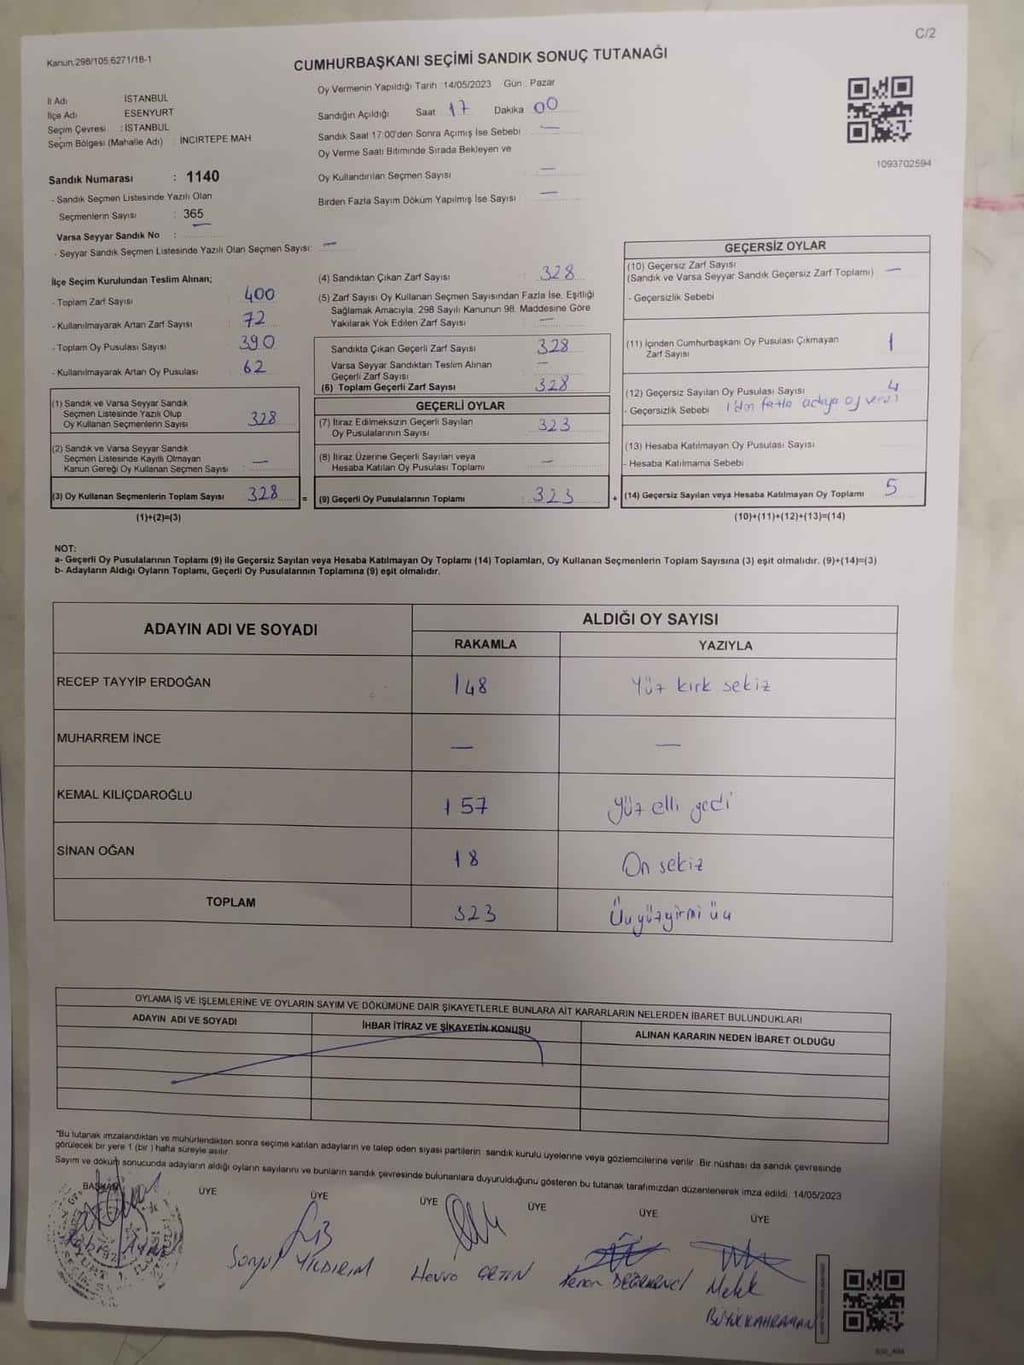 C/2
Kanun.298/105.6271/18-1
CUMHURBAŞKANI SEÇİMİ SANDIK SONUÇ TUTANAĞI
İl Adı İSTANBUL
İlçe Adı ESENYURT
Seçim Çevresi : İSTANBUL
Seçim Bölgesi (Mahalle Adı) : İNCİRTEPE MAH
Oy Vermenin Yapıldığı Tarih :14/05/2023 Gün : Pazar
Sandığın Açıldığı Saat 17 Dakika 00
Sandık Saat 17:00'den Sonra Açımış İse Sebebi —
Oy Verme Saati Bitiminde Sırada Bekleyen ve
Oy Kullandırılan Seçmen Sayısı —
Birden Fazla Sayım Döküm Yapılmış İse Sayısı —
1093702594
Sandık Numarası : 1140
- Sandık Seçmen Listesinde Yazılı Olan
Seçmenlerin Sayısı : 365
Varsa Seyyar Sandık No : —
- Seyyar Sandık Seçmen Listesinde Yazılı Olan Seçmen Sayısı: —
İlçe Seçim Kurulundan Teslim Alınan;
- Toplam Zarf Sayısı 400
- Kullanılmayarak Artan Zarf Sayısı 72
- Toplam Oy Pusulası Sayısı 390
- Kullanılmayarak Artan Oy Pusulası 62
(1) Sandık ve Varsa Seyyar Sandık
Seçmen Listesinde Yazılı Olup
Oy Kullanan Seçmenlerin Sayısı 328
(2) Sandık ve Varsa Seyyar Sandık
Seçmen Listesinde Kayıtlı Olmayan
Kanun Gereği Oy Kullanan Seçmen Sayısı —
(3) Oy Kullanan Seçmenlerin Toplam Sayısı 328 =
(1)+(2)=(3)
(4) Sandıktan Çıkan Zarf Sayısı : 328
(5) Zarf Sayısı Oy Kullanan Seçmen Sayısından Fazla İse, Eşitliği
Sağlamak Amacıyla, 298 Sayılı Kanunun 98. Maddesine Göre
Yakılarak Yok Edilen Zarf Sayısı —
Sandıkta Çıkan Geçerli Zarf Sayısı 328
Varsa Seyyar Sandıktan Teslim Alınan
Geçerli Zarf Sayısı —
(6) Toplam Geçerli Zarf Sayısı 328
GEÇERLİ OYLAR
(7) İtiraz Edilmeksizin Geçerli Sayılan
Oy Pusulalarının Sayısı : 323
(8) İtiraz Üzerine Geçerli Sayılan veya
Hesaba Katılan Oy Pusulası Toplamı —
(9) Geçerli Oy Pusulalarının Toplamı : 323 +
GEÇERSİZ OYLAR
(10) Geçersiz Zarf Sayısı
(Sandık ve Varsa Seyyar Sandık Geçersiz Zarf Toplamı) —
- Geçersizlik Sebebi
(11) İçinden Cumhurbaşkanı Oy Pusulası Çıkmayan
Zarf Sayısı 1
(12) Geçersiz Sayılan Oy Pusulası Sayısı 4
- Geçersizlik Sebebi 1'den fazla adaya oy verdi
(13) Hesaba Katılmayan Oy Pusulası Sayısı
- Hesaba Katılmama Sebebi
(14) Geçersiz Sayılan veya Hesaba Katılmayan Oy Toplamı 5
(10)+(11)+(12)+(13)=(14)
NOT:
a- Geçerli Oy Pusulalarının Toplamı (9) ile Geçersiz Sayılan veya Hesaba Katılmayan Oy Toplamı (14) Toplamları, Oy Kullanan Seçmenlerin Toplam Sayısına (3) eşit olmalıdır. (9)+(14)=(3)
b- Adayların Aldığı Oyların Toplamı, Geçerli Oy Pusulalarının Toplamına (9) eşit olmalıdır.
ADAYIN ADI VE SOYADI ALDIĞI OY SAYISI
RAKAMLA YAZIYLA
RECEP TAYYİP ERDOĞAN 148 Yüz kırk sekiz
MUHARREM İNCE — —
KEMAL KILIÇDAROĞLU 157 Yüz elli yedi
SİNAN OĞAN 18 On sekiz
TOPLAM 323 Üçyüzyirmi üç
OYLAMA İŞ VE İŞLEMLERİNE VE OYLARIN SAYIM VE DÖKÜMÜNE DAİR ŞİKAYETLERLE BUNLARA AİT KARARLARIN NELERDEN İBARET BULUNDUKLARI
ADAYIN ADI VE SOYADI İHBAR İTİRAZ VE ŞİKAYETİN KONUSU ALINAN KARARIN NEDEN İBARET OLDUĞU
*Bu tutanak imzalandıktan ve mühürlendikten sonra seçime katılan adayların ve talep eden siyasi partilerin sandık kurulu üyelerine veya gözlemcilerine verilir. Bir nüshası da sandık çevresinde
görülecek bir yere 1 (bir) hafta süreyle asılır.
Sayım ve döküm sonucunda adayların aldığı oyların sayılarını ve bunların sandık çevresinde bulunanlara duyurulduğunu gösteren bu tutanak tarafımızdan düzenlenerek imza edildi. 14/05/2023
BAŞKAN ÜYE ÜYE ÜYE ÜYE ÜYE ÜYE
Songül YILDIRIM
Kenan DEĞİRMENCİ
Melek
BÜYÜKKAHRAMAN